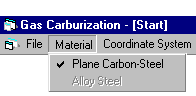 Gas Carburization - [Start]
File Material Coordinate System
Plane Carbon-Steel
Alloy Steel